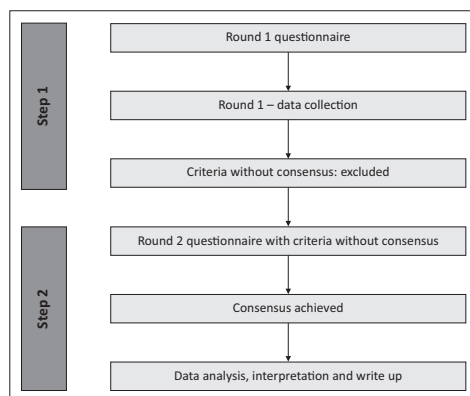 Step 1
Round 1 questionnaire
Round 1 – data collection
Criteria without consensus: excluded
Step 2
Round 2 questionnaire with criteria without consensus
Consensus achieved
Data analysis, interpretation and write up